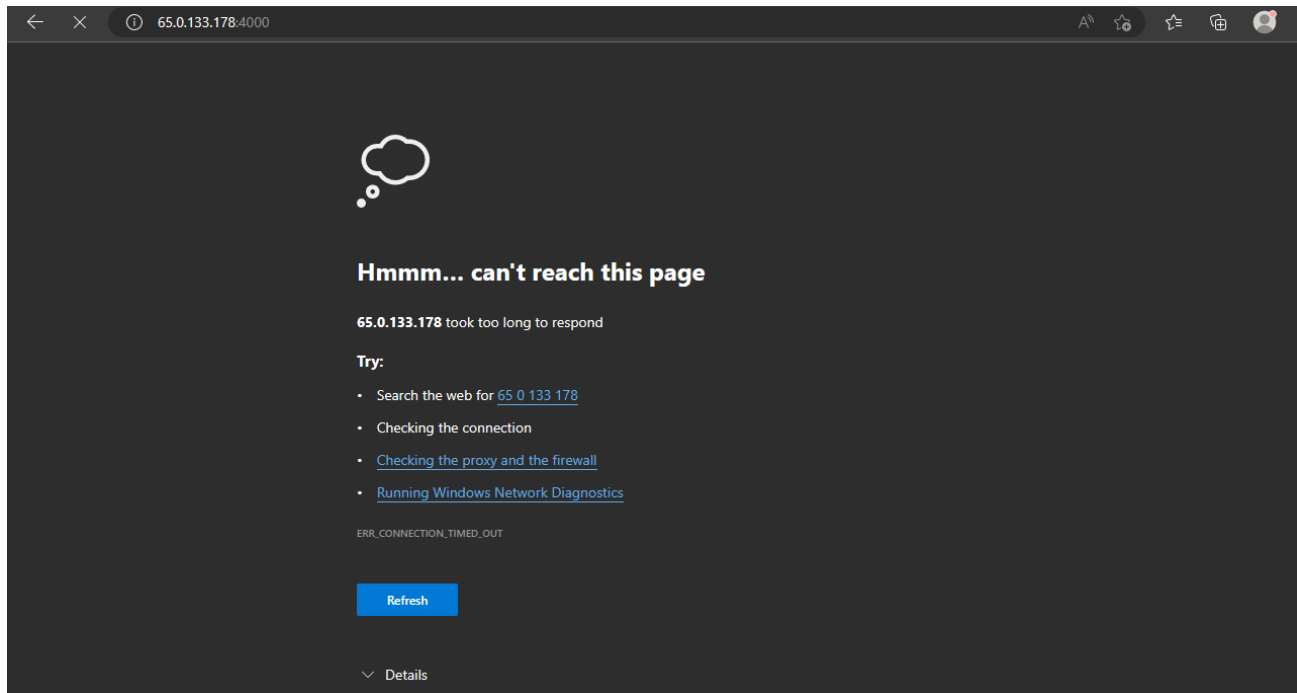 65.0.133.178:4000
Hmmm... can't reach this page
65.0.133.178 took too long to respond
Try:
• Search the web for 65 0 133 178
• Checking the connection
• Checking the proxy and the firewall
• Running Windows Network Diagnostics
ERR_CONNECTION_TIMED_OUT
Refresh
Details